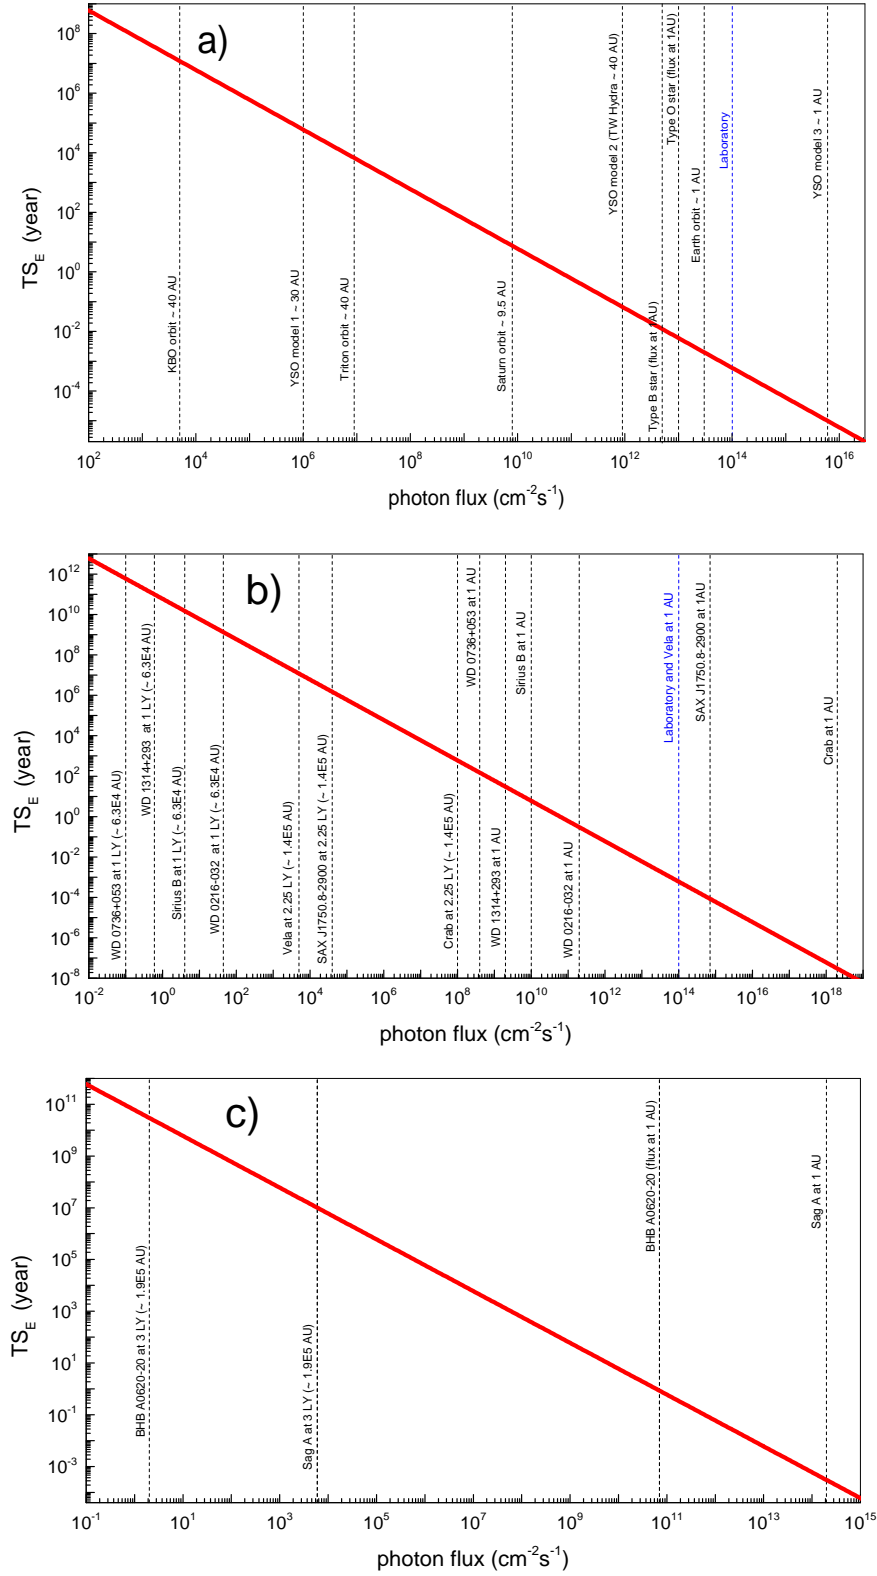 a)
10^8
10^6
10^4
10^2
10^0
10^-2
10^-4
TS_E (year)
KBO orbit ~ 40 AU
YSO model 1 ~ 30 AU
Triton orbit ~ 40 AU
Saturn orbit ~ 9.5 AU
YSO model 2 (TW Hydra ~ 40 AU)
Type B star (flux at 1AU)
Type O star (flux at 1AU)
Earth orbit ~ 1 AU
Laboratory
YSO model 3 ~ 1 AU
10^2 10^4 10^6 10^8 10^10 10^12 10^14 10^16
photon flux (cm^-2s^-1)
b)
10^12
10^10
10^8
10^6
10^4
10^2
10^0
10^-2
10^-4
10^-6
10^-8
TS_E (year)
WD 0736+053 at 1 LY (~ 6.3E4 AU)
WD 1314+293 at 1 LY (~ 6.3E4 AU)
Sirius B at 1 LY (~ 6.3E4 AU)
WD 0216-032 at 1 LY (~ 6.3E4 AU)
Vela at 2.25 LY (~ 1.4E5 AU)
SAX J1750.8-2900 at 2.25 LY (~ 1.4E5 AU)
Crab at 2.25 LY (~ 1.4E5 AU)
WD 0736+053 at 1 AU
WD 1314+293 at 1 AU
Sirius B at 1 AU
WD 0216-032 at 1 AU
Laboratory and Vela at 1 AU
SAX J1750.8-2900 at 1AU
Crab at 1 AU
10^-2 10^0 10^2 10^4 10^6 10^8 10^10 10^12 10^14 10^16 10^18
photon flux (cm^-2s^-1)
c)
10^11
10^9
10^7
10^5
10^3
10^1
10^-1
10^-3
TS_E (year)
BHB A0620-20 at 3 LY (~ 1.9E5 AU)
Sag A at 3 LY (~ 1.9E5 AU)
BHB A0620-20 (flux at 1 AU)
Sag A at 1 AU
10^-1 10^1 10^3 10^5 10^7 10^9 10^11 10^13 10^15
photon flux (cm^-2s^-1)